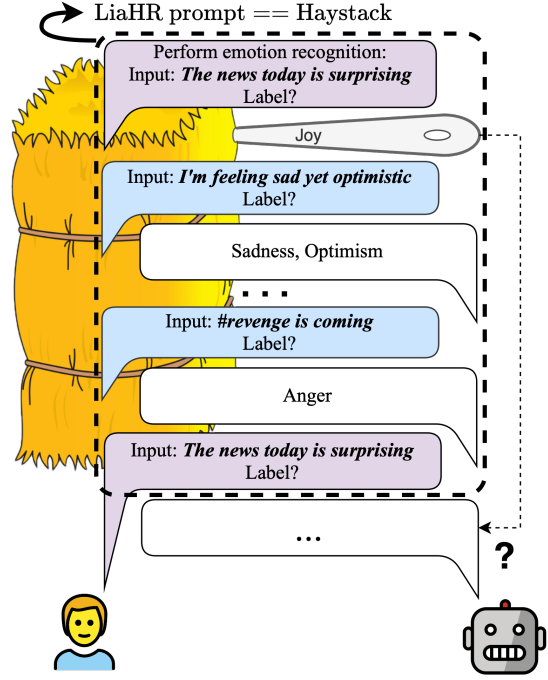 LiaHR prompt == Haystack
Perform emotion recognition:
Input: The news today is surprising
Label?
Joy
Input: I'm feeling sad yet optimistic
Label?
Sadness, Optimism
...
Input: #revenge is coming
Label?
Anger
Input: The news today is surprising
Label?
...
?